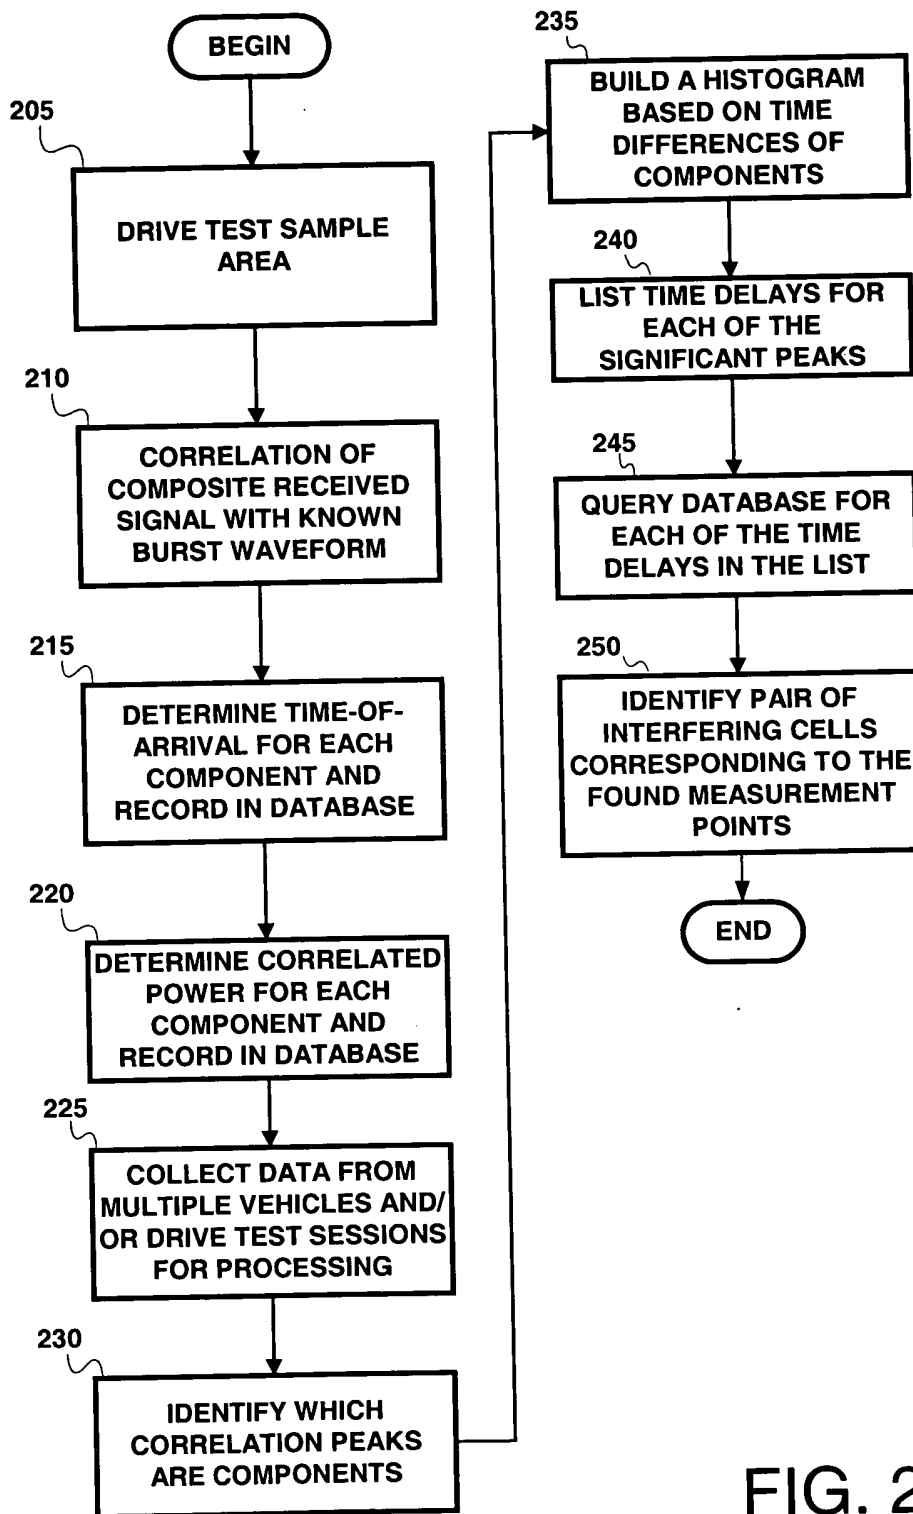 BEGIN
205
DRIVE TEST SAMPLE
AREA
210
CORRELATION OF
COMPOSITE RECEIVED
SIGNAL WITH KNOWN
BURST WAVEFORM
215
DETERMINE TIME-OF-
ARRIVAL FOR EACH
COMPONENT AND
RECORD IN DATABASE
220
DETERMINE CORRELATED
POWER FOR EACH
COMPONENT AND
RECORD IN DATABASE
225
COLLECT DATA FROM
MULTIPLE VEHICLES AND/
OR DRIVE TEST SESSIONS
FOR PROCESSING
230
IDENTIFY WHICH
CORRELATION PEAKS
ARE COMPONENTS
235
BUILD A HISTOGRAM
BASED ON TIME
DIFFERENCES OF
COMPONENTS
240
LIST TIME DELAYS FOR
EACH OF THE
SIGNIFICANT PEAKS
245
QUERY DATABASE FOR
EACH OF THE TIME
DELAYS IN THE LIST
250
IDENTIFY PAIR OF
INTERFERING CELLS
CORRESPONDING TO THE
FOUND MEASUREMENT
POINTS
END
FIG. 2